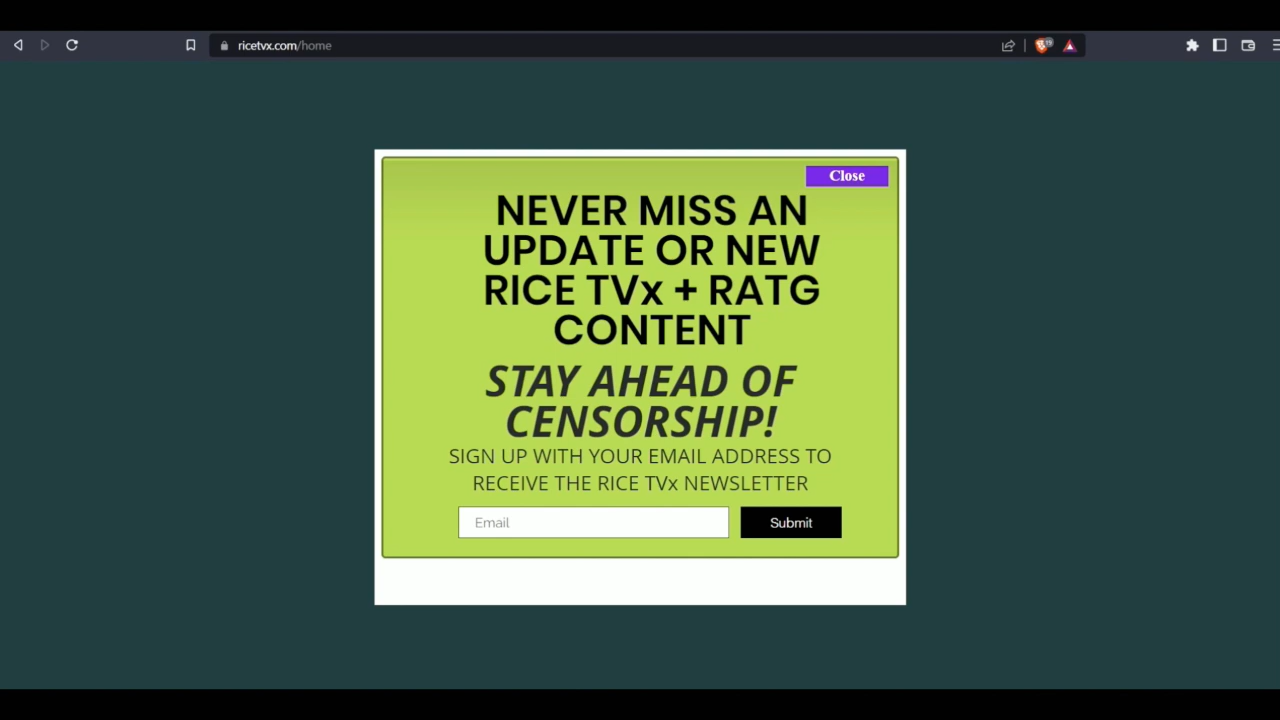 ricetvx.com/home
Close
NEVER MISS AN
UPDATE OR NEW
RICE TVx + RATG
CONTENT
STAY AHEAD OF
CENSORSHIP!
SIGN UP WITH YOUR EMAIL ADDRESS TO
RECEIVE THE RICE TVx NEWSLETTER
Email
Submit